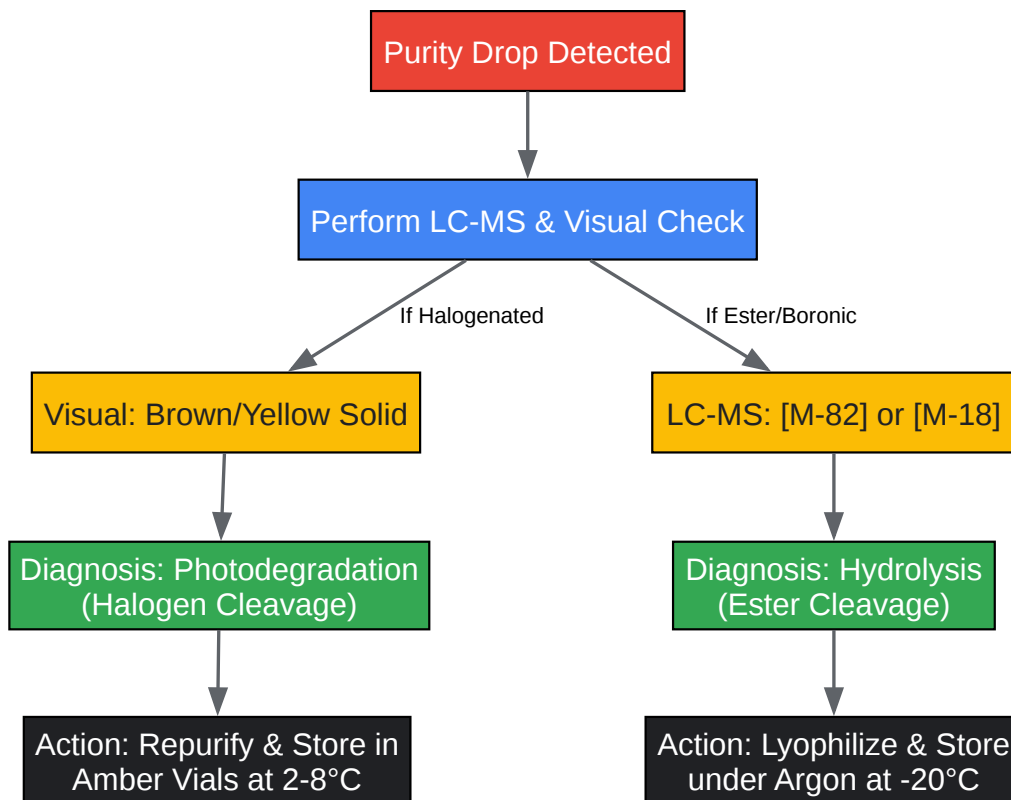 Purity Drop Detected
Perform LC-MS & Visual Check
If Halogenated
If Ester/Boronic
Visual: Brown/Yellow Solid
LC-MS: [M-82] or [M-18]
Diagnosis: Photodegradation
(Halogen Cleavage)
Diagnosis: Hydrolysis
(Ester Cleavage)
Action: Repurify & Store in
Amber Vials at 2-8°C
Action: Lyophilize & Store
under Argon at -20°C